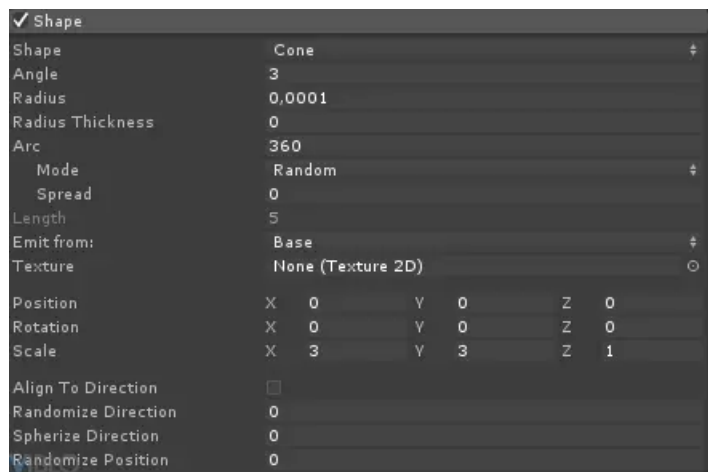 Shape
Shape Cone
Angle 3
Radius 0,0001
Radius Thickness 0
Arc 360
Mode Random
Spread 0
Length 5
Emit from: Base
Texture None (Texture 2D)
Position X 0 Y 0 Z 0
Rotation X 0 Y 0 Z 0
Scale X 3 Y 3 Z 1
Align To Direction
Randomize Direction 0
Spherize Direction 0
Randomize Position 0